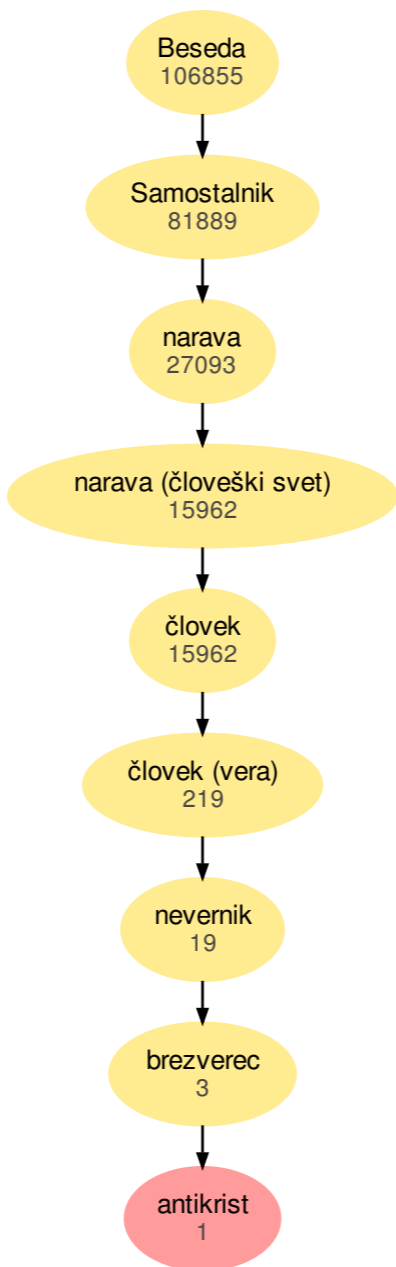 Beseda
106855
Samostalnik
81889
narava
27093
narava (človeški svet)
15962
človek
15962
človek (vera)
219
nevernik
19
brezverec
3
antikrist
1